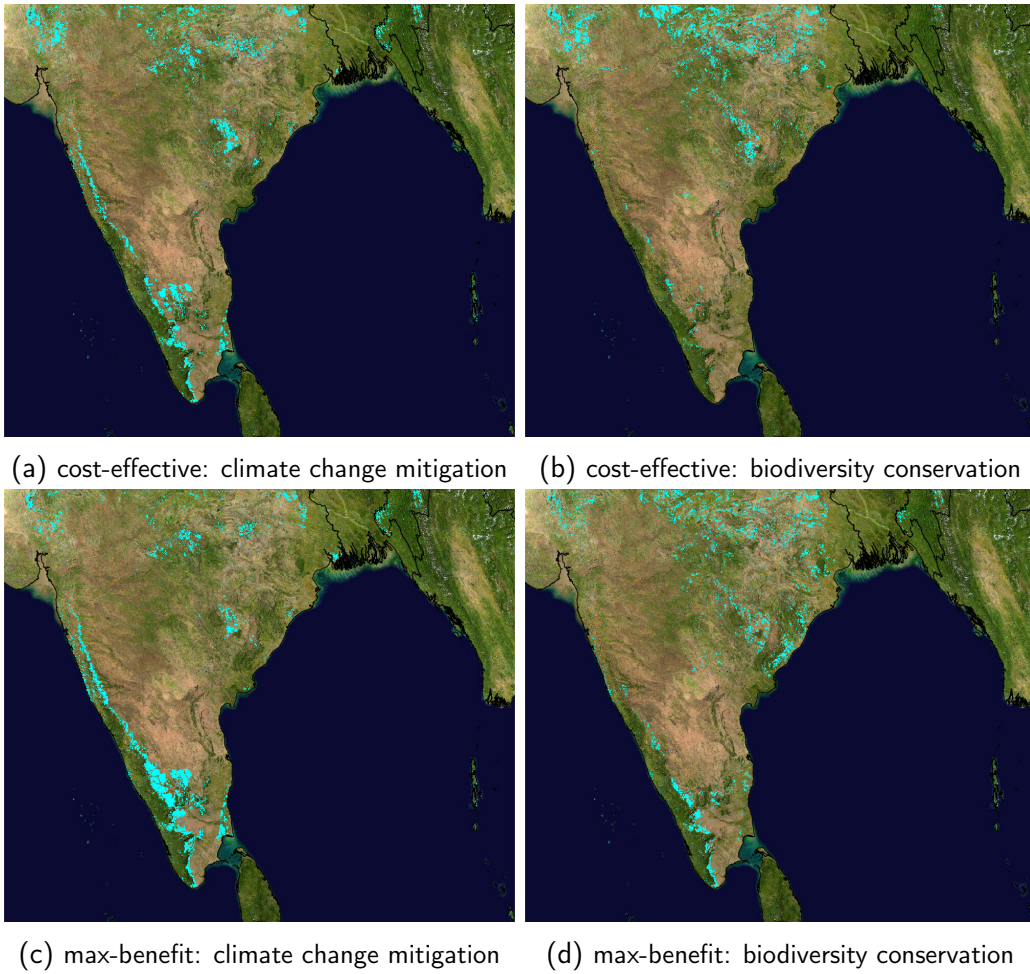 (a) cost-effective: climate change mitigation
(b) cost-effective: biodiversity conservation
(c) max-benefit: climate change mitigation
(d) max-benefit: biodiversity conservation